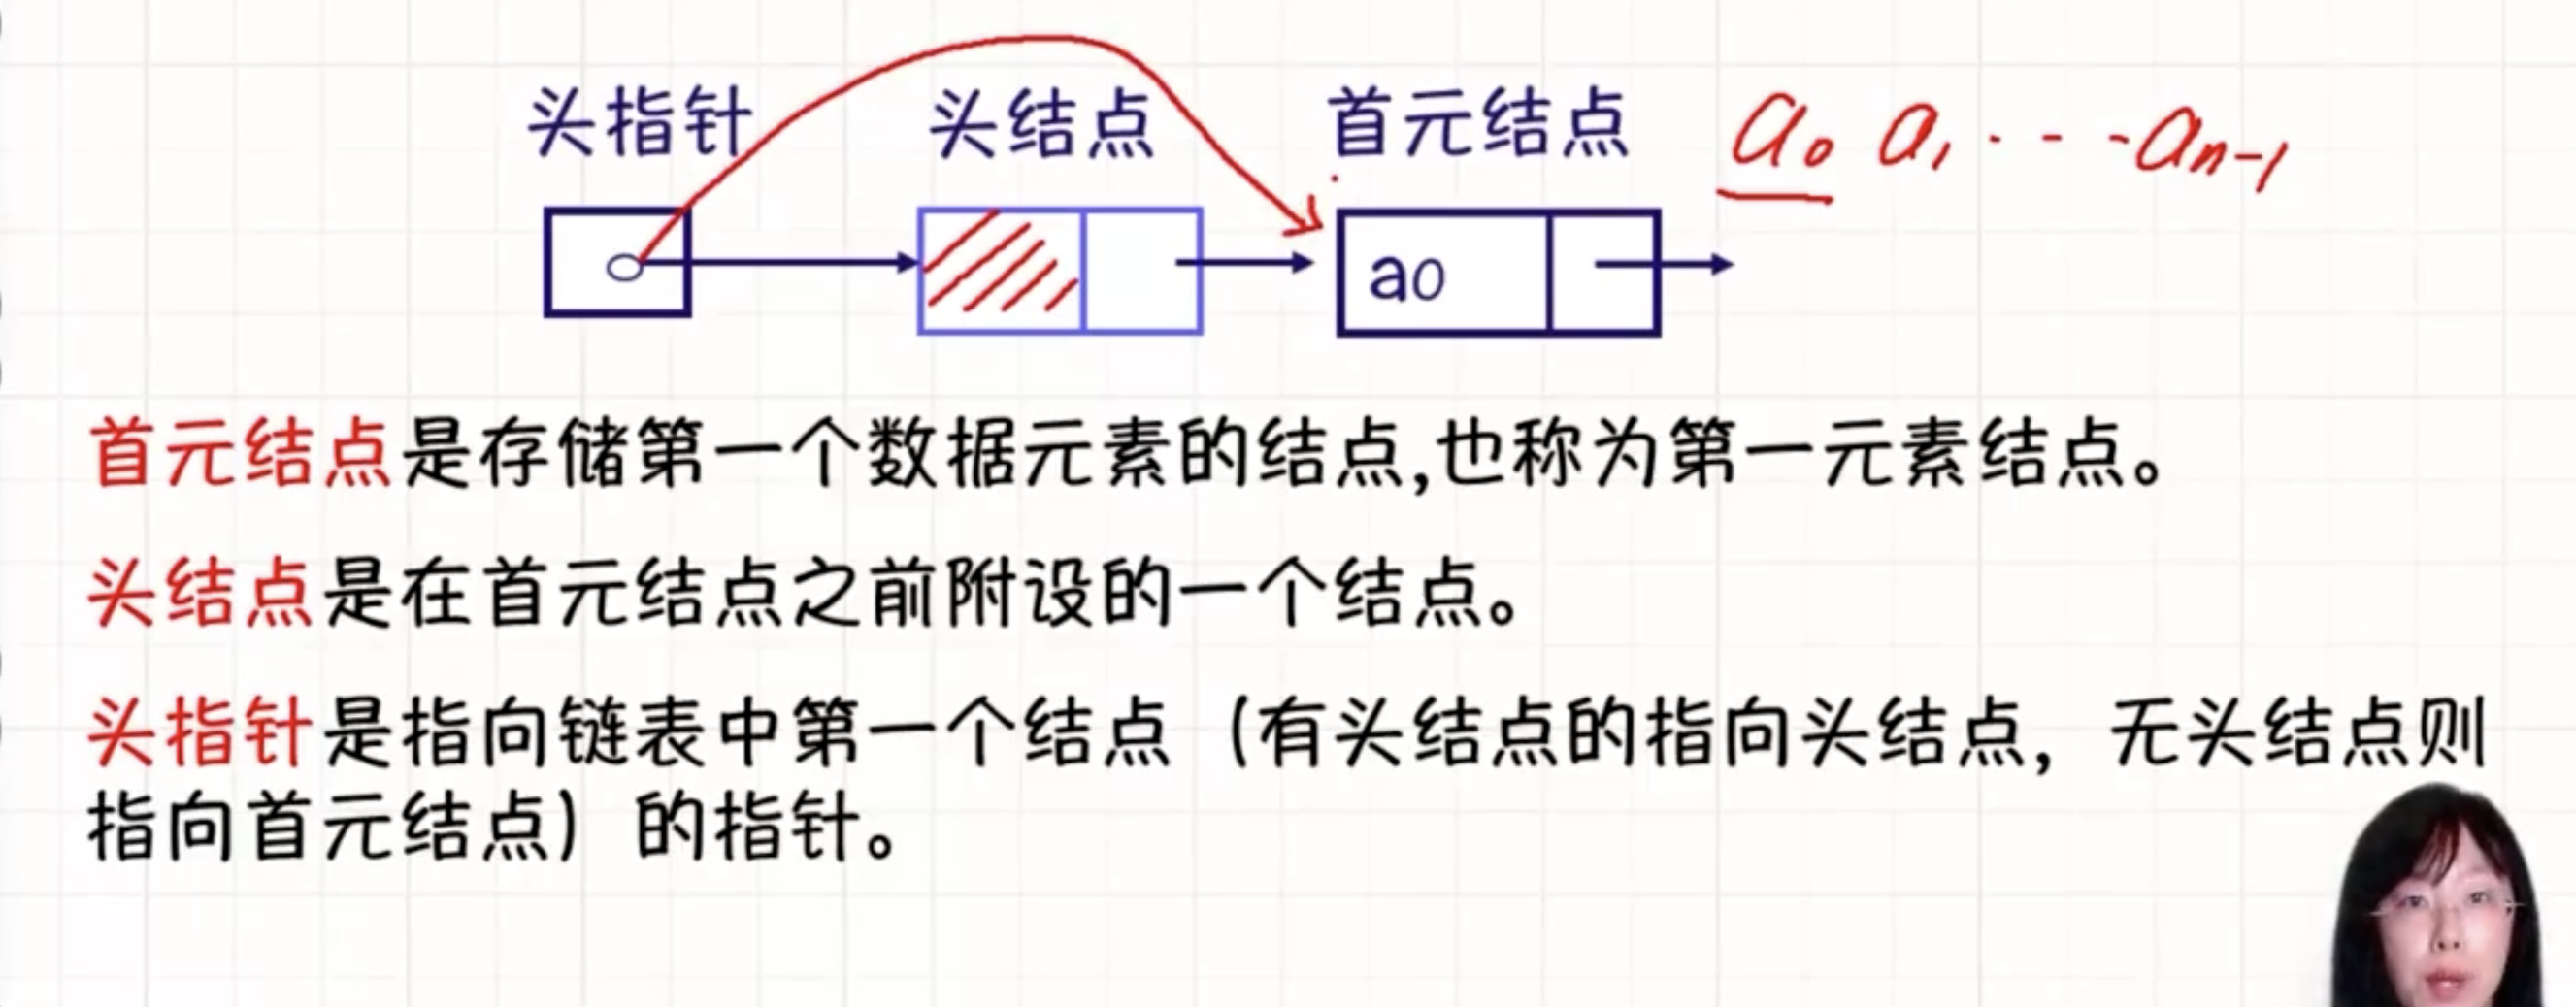 头指针 头结点 首元结点 a₀ a₁ · - - - aₙ₋₁
a0
首元结点是存储第一个数据元素的结点,也称为第一元素结点。
头结点是在首元结点之前附设的一个结点。
头指针是指向链表中第一个结点（有头结点的指向头结点，无头结点则
指向首元结点）的指针。